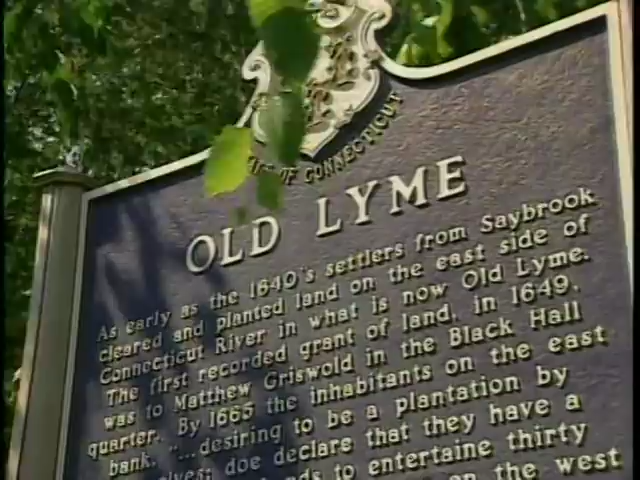 OF CONNECTICUT
OLD LYME
As early as the 1640's settlers from Saybrook
cleared and planted land on the east side of
Connecticut River in what is now Old Lyme.
The first recorded grant of land, in 1649,
was to Matthew Griswold in the Black Hall
quarter. By 1665 the inhabitants on the east
bank, "...desiring to be a plantation by
doe declare that they have a
to entertaine thirty
on the west